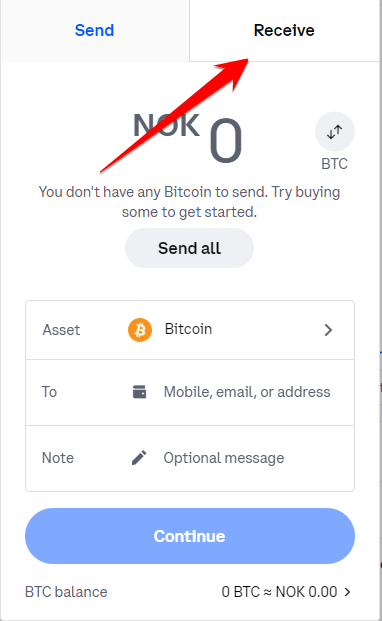 Send
Receive
NOK 0
BTC
You don't have any Bitcoin to send. Try buying
some to get started.
Send all
Asset
Bitcoin
To
Mobile, email, or address
Note
Optional message
Continue
BTC balance
0 BTC ≈ NOK 0.00